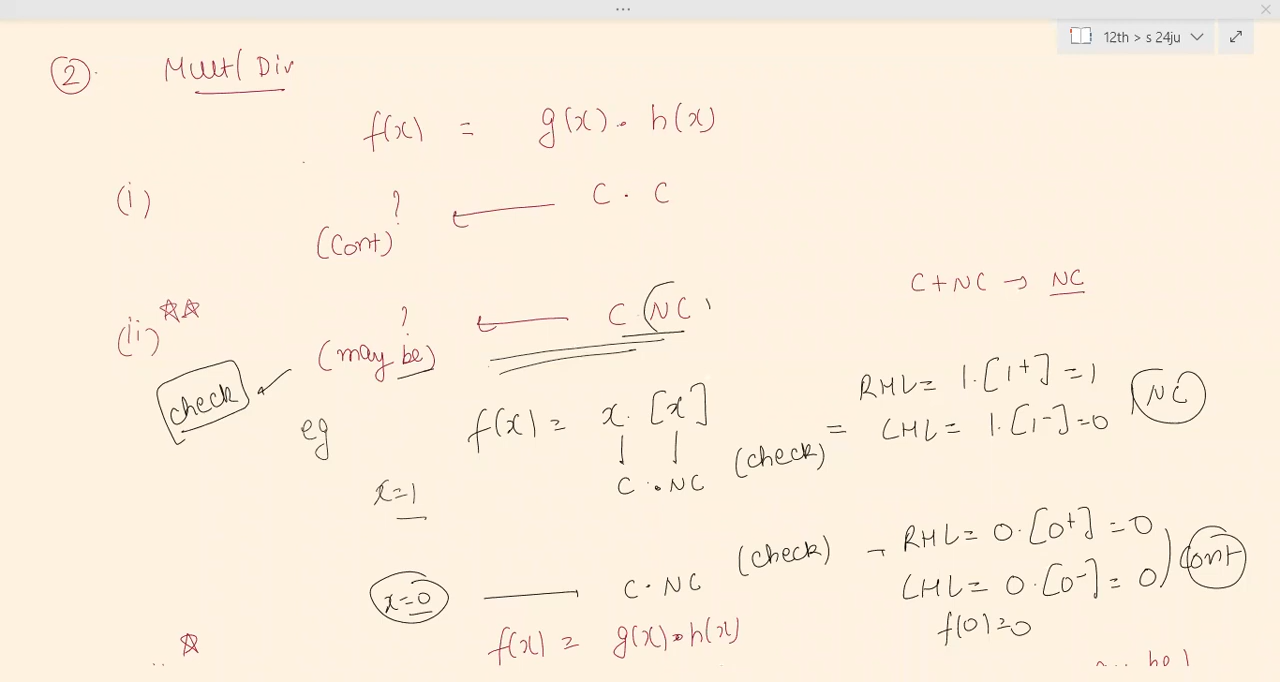 12th > s 24ju
② Mult/Div
f(x) = g(x) . h(x)
(i) ? (Cont) ← C . C
C + NC → NC
(ii) ☆☆ ? (may be) ← C . NC
check ✓
eg f(x) = x . [x]
C . NC (check) =
RHL = 1.[1+] = 1
LHL = 1.[1-] = 0
NC
x=1
x=0 — C . NC (check) →
RHL = 0.[0+] = 0
LHL = 0.[0-] = 0
f(0) = 0
Cont
☆ f(x) = g(x) . h(x)